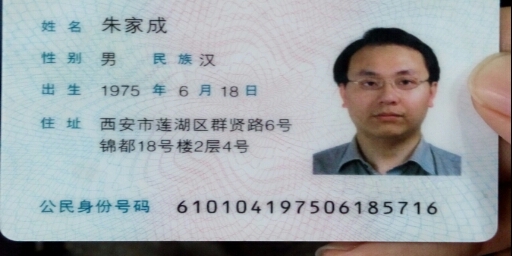 姓名 朱家成
性别 男 民族 汉
出生 1975 年 6 月 18 日
住址 西安市莲湖区群贤路6号
锦都18号楼2层4号
公民身份号码 610104197506185716